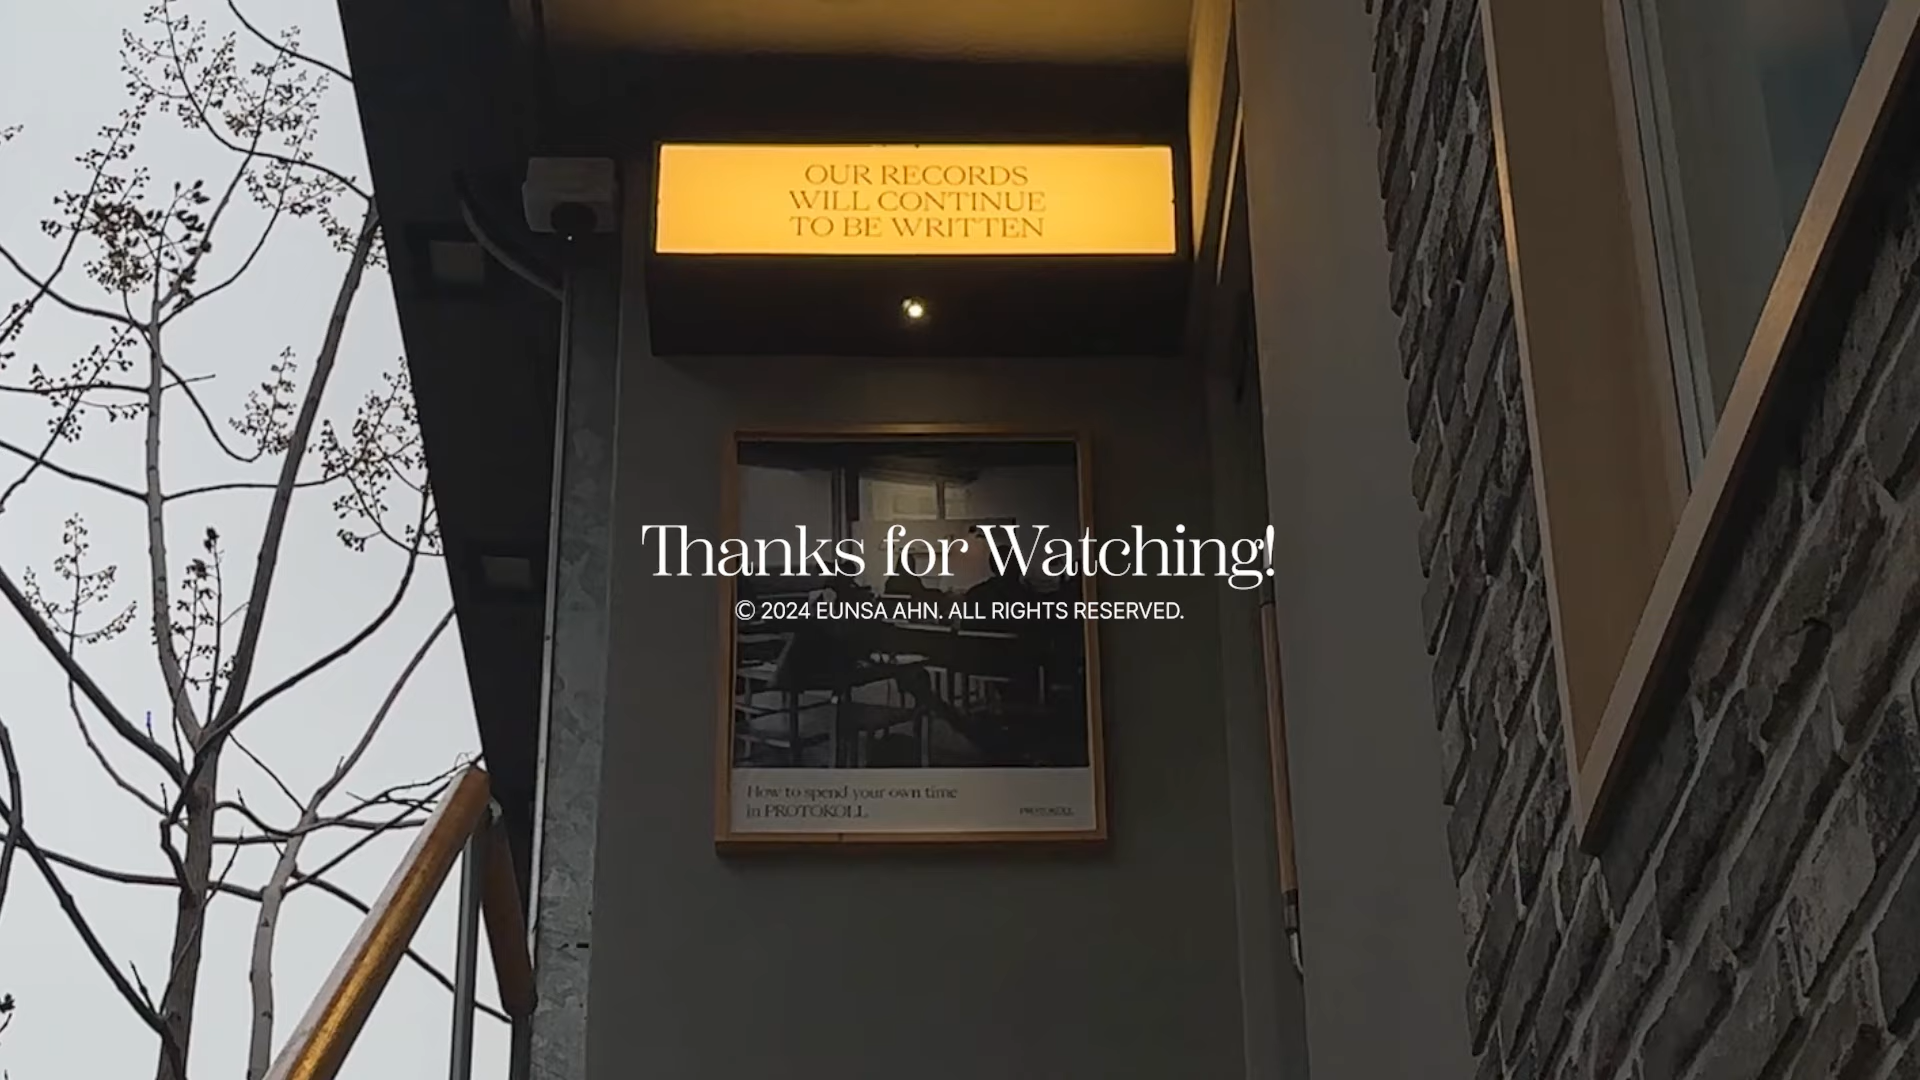 OUR RECORDS
WILL CONTINUE
TO BE WRITTEN
Thanks for Watching!
© 2024 EUNSA AHN. ALL RIGHTS RESERVED.
How to spend your own time
in PROTOKOLL
PROTOKOLL